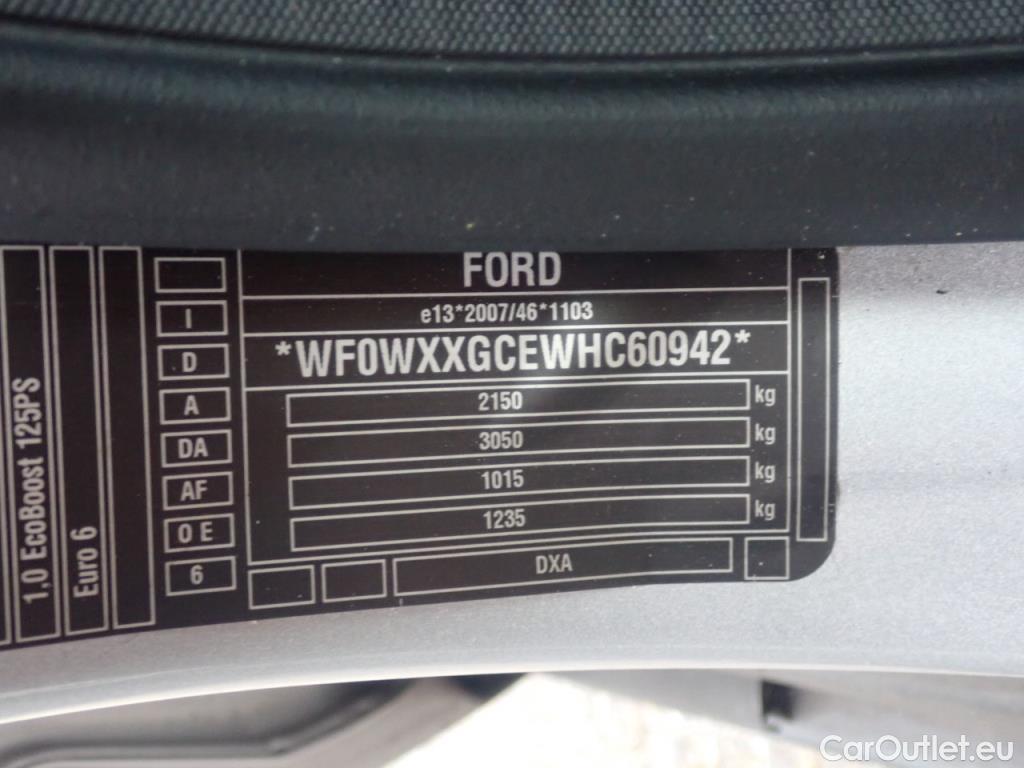 FORD
e13*2007/46*1103
*WF0WXXGCEWHC60942*
2150 kg
3050 kg
1015 kg
1235 kg
DXA
I
D
A
DA
AF
0 E
6
1,0 EcoBoost 125PS
Euro 6
CarOutlet.eu